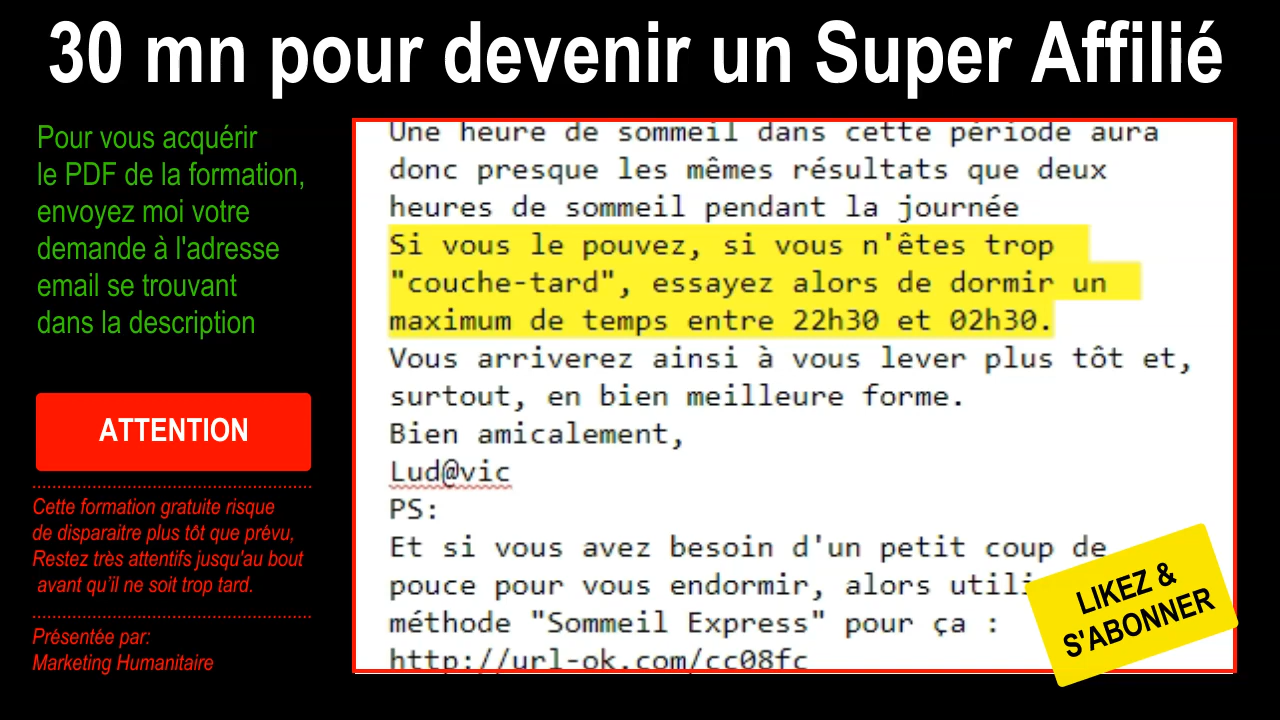 30 mn pour devenir un Super Affilié
Pour vous acquérir
le PDF de la formation,
envoyez moi votre
demande à l'adresse
email se trouvant
dans la description
ATTENTION
Cette formation gratuite risque
de disparaitre plus tôt que prévu,
Restez très attentifs jusqu'au bout
avant qu'il ne soit trop tard.
Présentée par:
Marketing Humanitaire
Une heure de sommeil dans cette période aura
donc presque les mêmes résultats que deux
heures de sommeil pendant la journée
Si vous le pouvez, si vous n'êtes trop
"couche-tard", essayez alors de dormir un
maximum de temps entre 22h30 et 02h30.
Vous arriverez ainsi à vous lever plus tôt et,
surtout, en bien meilleure forme.
Bien amicalement,
Lud@vic
PS:
Et si vous avez besoin d'un petit coup de
pouce pour vous endormir, alors utili
méthode "Sommeil Express" pour ça :
http://url-ok.com/cc08fc
LIKEZ &
S'ABONNER